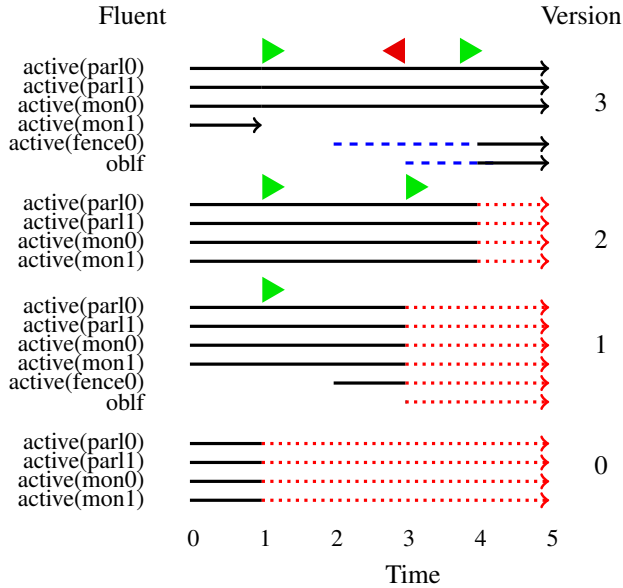 Fluent Version
active(parl0)
active(parl1)
active(mon0)
active(mon1)
active(fence0)
oblf
3
active(parl0)
active(parl1)
active(mon0)
active(mon1)
2
active(parl0)
active(parl1)
active(mon0)
active(mon1)
active(fence0)
oblf
1
active(parl0)
active(parl1)
active(mon0)
active(mon1)
0
0 1 2 3 4 5
Time